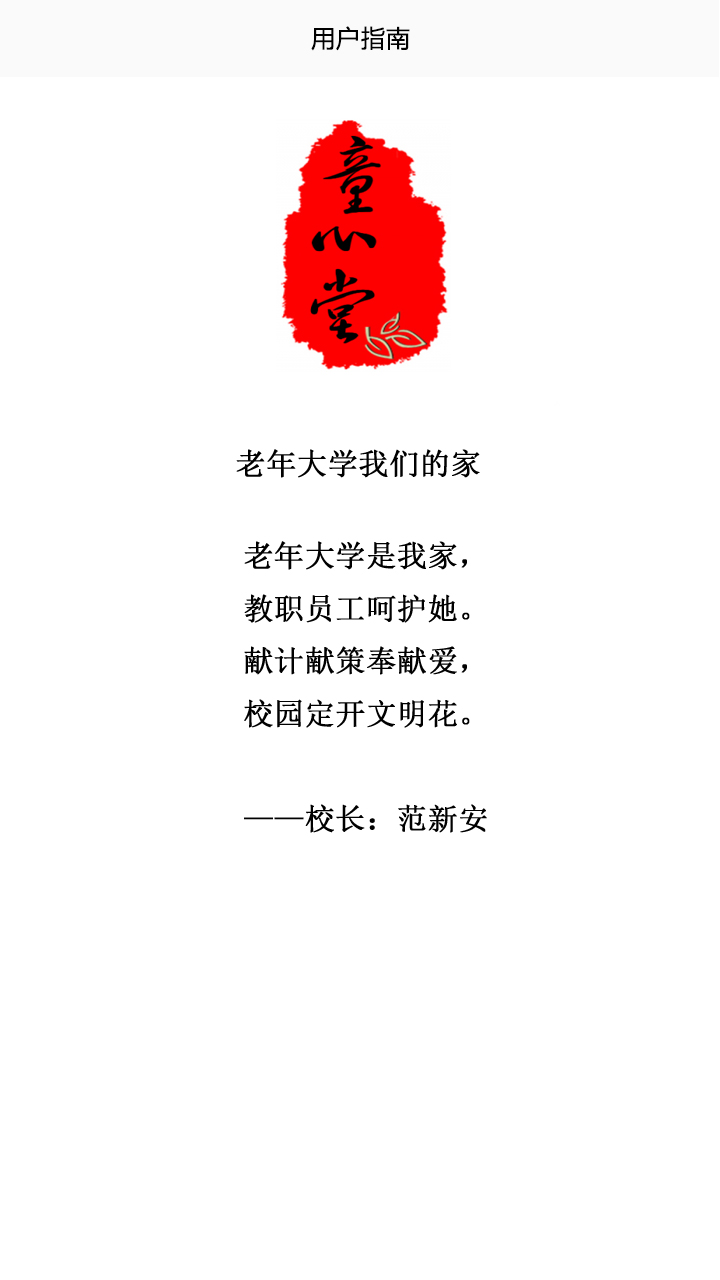 用户指南
童
心
堂
老年大学我们的家
老年大学是我家，
教职员工呵护她。
献计献策奉献爱，
校园定开文明花。
——校长：范新安